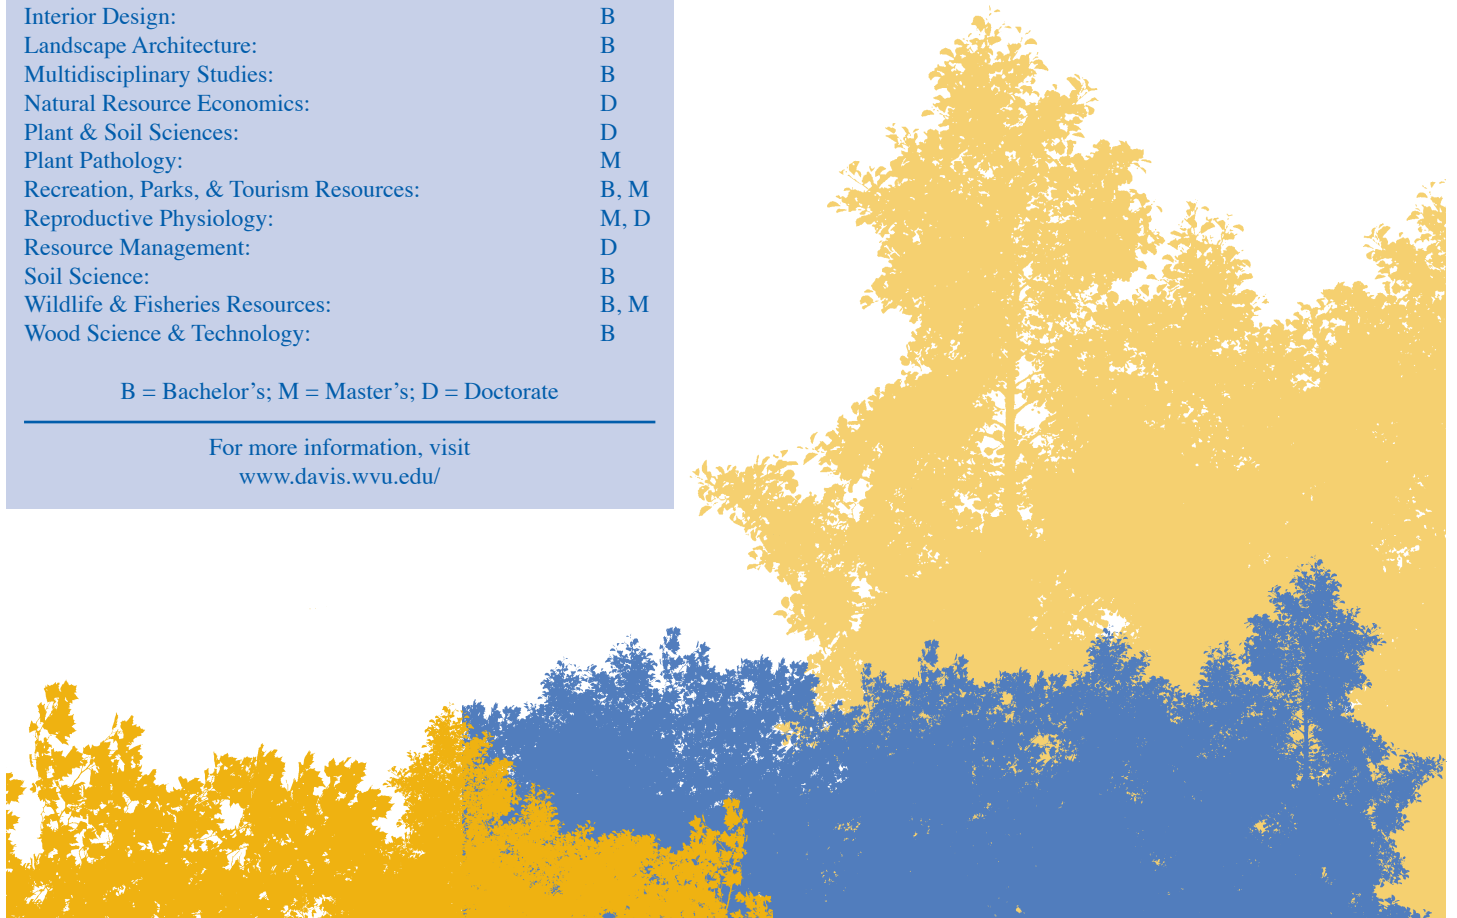 Interior Design: B
Landscape Architecture: B
Multidisciplinary Studies: B
Natural Resource Economics: D
Plant & Soil Sciences: D
Plant Pathology: M
Recreation, Parks, & Tourism Resources: B, M
Reproductive Physiology: M, D
Resource Management: D
Soil Science: B
Wildlife & Fisheries Resources: B, M
Wood Science & Technology: B
B = Bachelor’s; M = Master’s; D = Doctorate
For more information, visit
www.davis.wvu.edu/